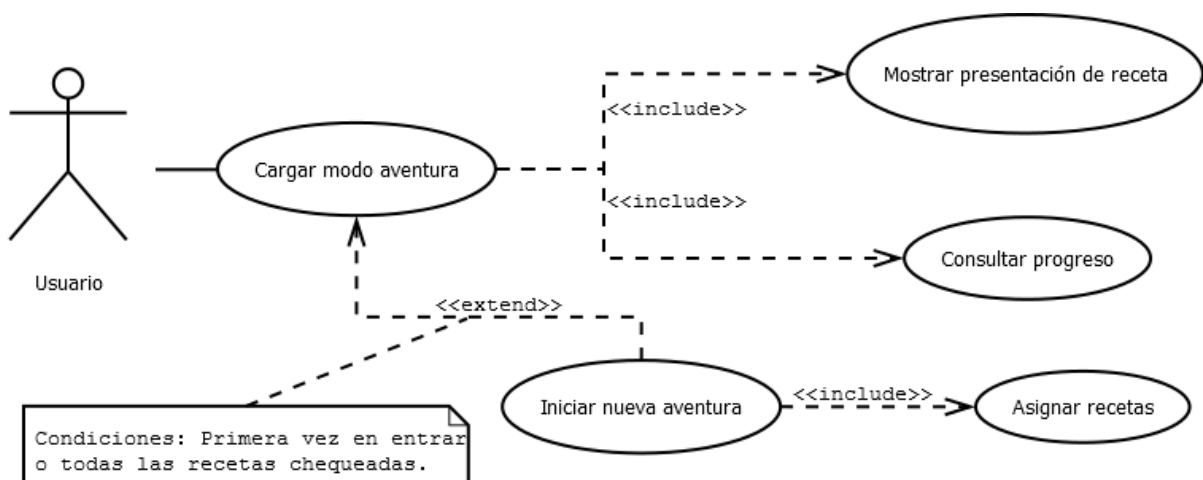 Mostrar presentación de receta
<<include>>
Cargar modo aventura
<<include>>
Consultar progreso
Usuario
<<extend>>
<<include>>
Iniciar nueva aventura
Asignar recetas
Condiciones: Primera vez en entrar
o todas las recetas chequeadas.